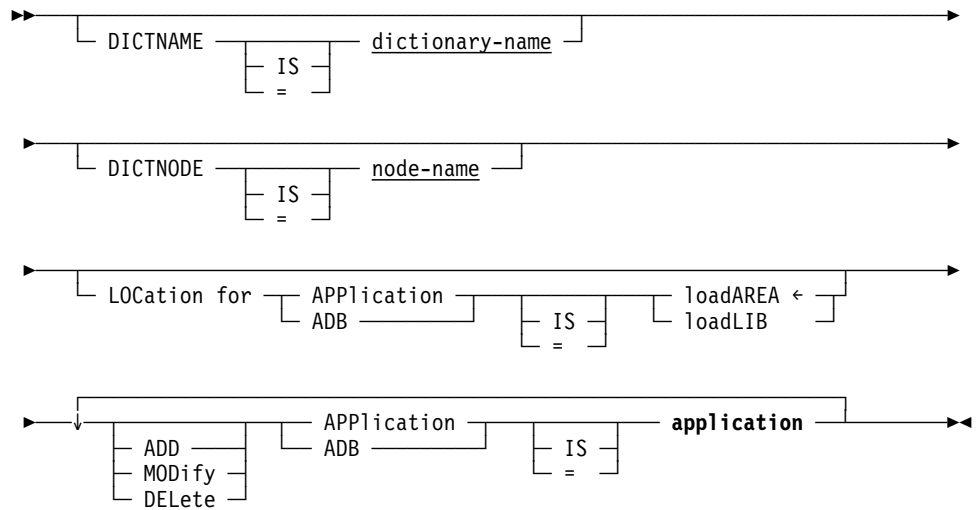 DICTNAME dictionary-name
IS
=
DICTNODE node-name
IS
=
LOCation for APPlication loadAREA ←
ADB IS loadLIB
=
APPlication application
ADD ADB IS
MODify =
DELete